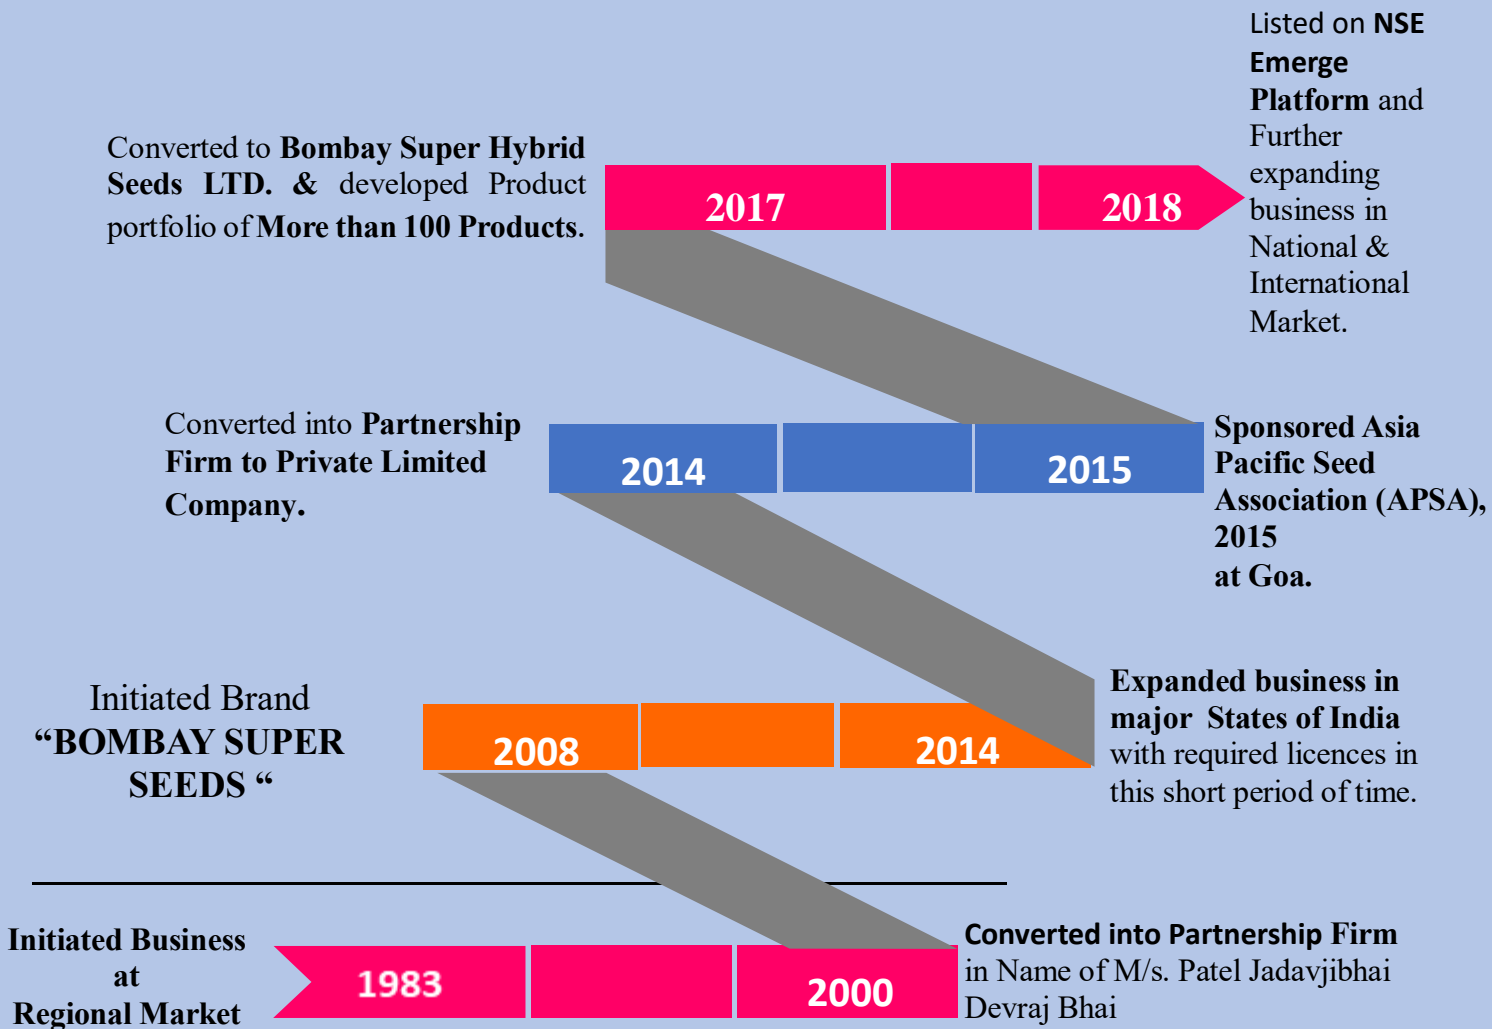 Listed on NSE
Emerge
Platform and
Further
expanding
business in
National &
International
Market.
Converted to Bombay Super Hybrid
Seeds LTD. & developed Product
portfolio of More than 100 Products.
2017
2018
Converted into Partnership
Firm to Private Limited
Company.
2014
2015
Sponsored Asia
Pacific Seed
Association (APSA),
2015
at Goa.
Initiated Brand
“BOMBAY SUPER
SEEDS “
2008
2014
Expanded business in
major States of India
with required licences in
this short period of time.
Initiated Business
at
Regional Market
1983
2000
Converted into Partnership Firm
in Name of M/s. Patel Jadavjibhai
Devraj Bhai